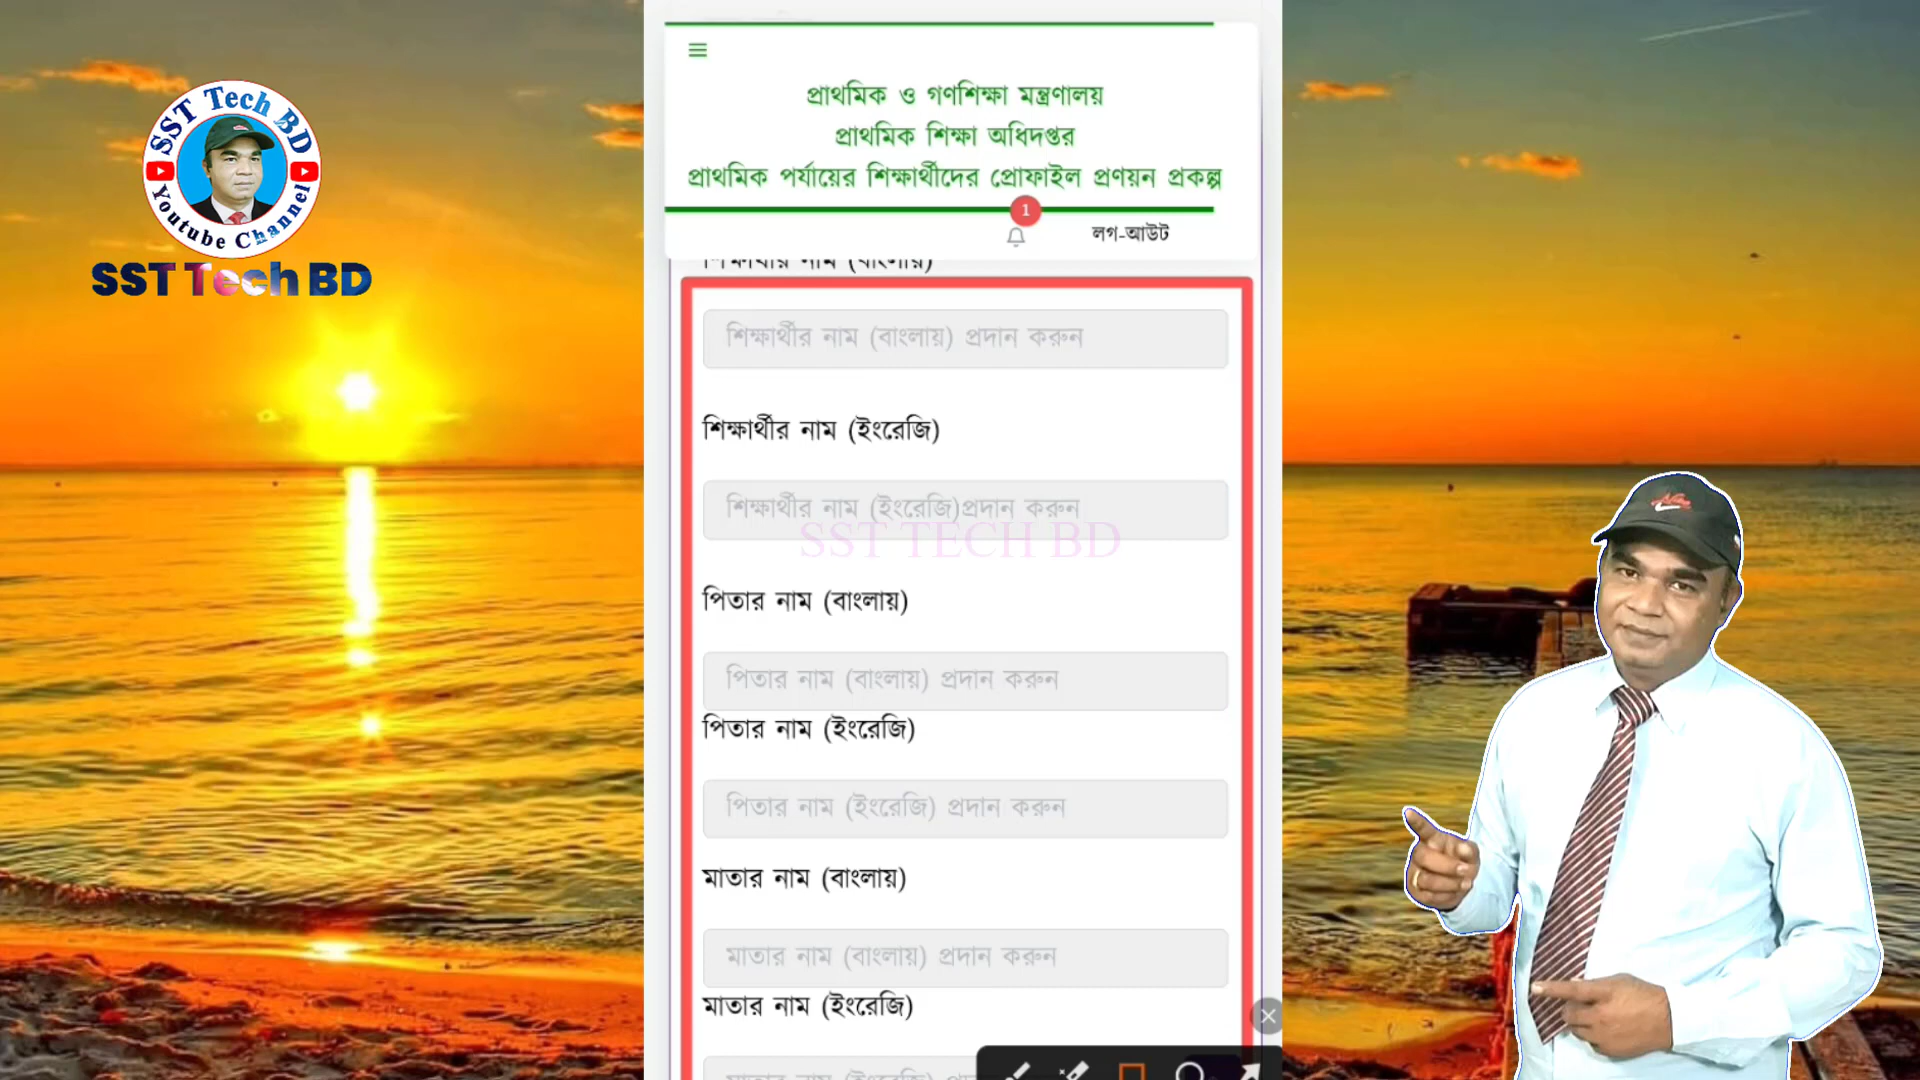 SST Tech BD
Youtube Channel
SST Tech BD
প্রাথমিক ও গণশিক্ষা মন্ত্রণালয়
প্রাথমিক শিক্ষা অধিদপ্তর
প্রাথমিক পর্যায়ের শিক্ষার্থীদের প্রোফাইল প্রণয়ন প্রকল্প
1
লগ-আউট
শিক্ষার্থীর নাম (বাংলায়)
শিক্ষার্থীর নাম (বাংলায়) প্রদান করুন
শিক্ষার্থীর নাম (ইংরেজি)
শিক্ষার্থীর নাম (ইংরেজি)প্রদান করুন
SST TECH BD
পিতার নাম (বাংলায়)
পিতার নাম (বাংলায়) প্রদান করুন
পিতার নাম (ইংরেজি)
পিতার নাম (ইংরেজি) প্রদান করুন
মাতার নাম (বাংলায়)
মাতার নাম (বাংলায়) প্রদান করুন
মাতার নাম (ইংরেজি)
মাতার নাম (ইংরেজি)